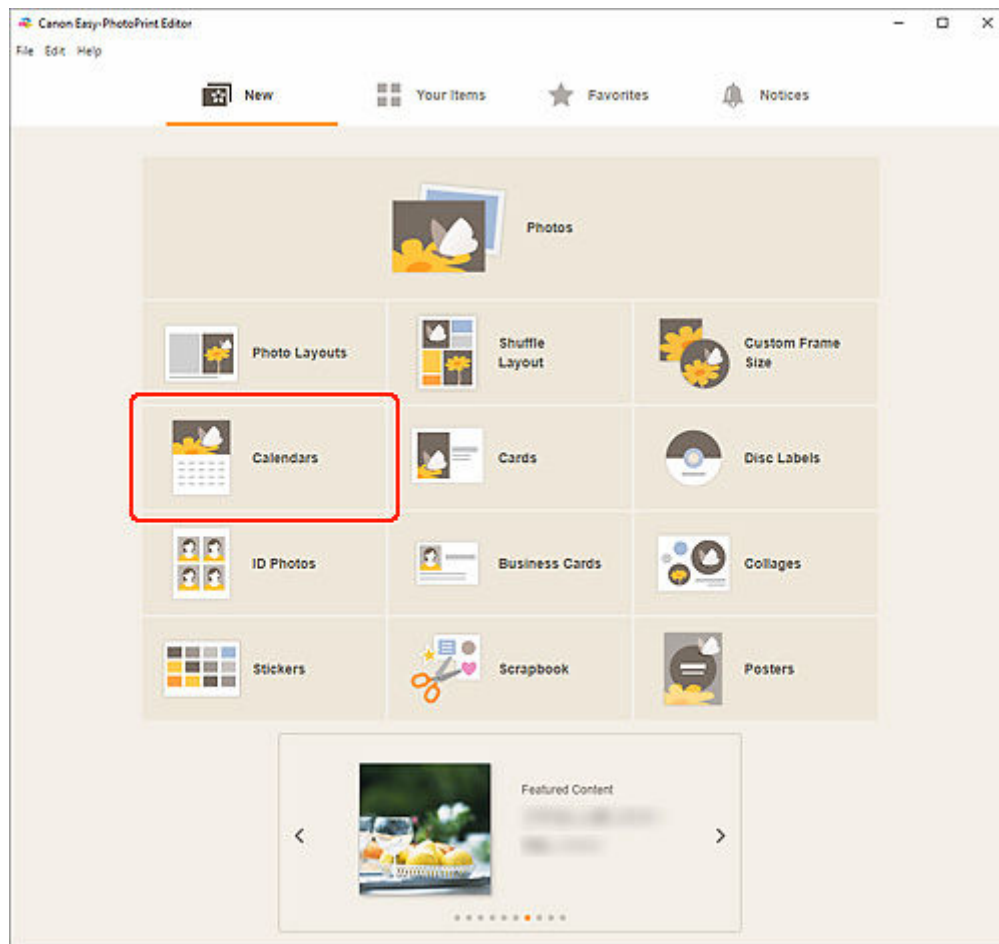 Canon Easy-PhotoPrint Editor
File Edit Help
New
Your Items
Favorites
Notices
Photos
Photo Layouts
Shuffle
Layout
Custom Frame
Size
Calendars
Cards
Disc Labels
ID Photos
Business Cards
Collages
Stickers
Scrapbook
Posters
Featured Content